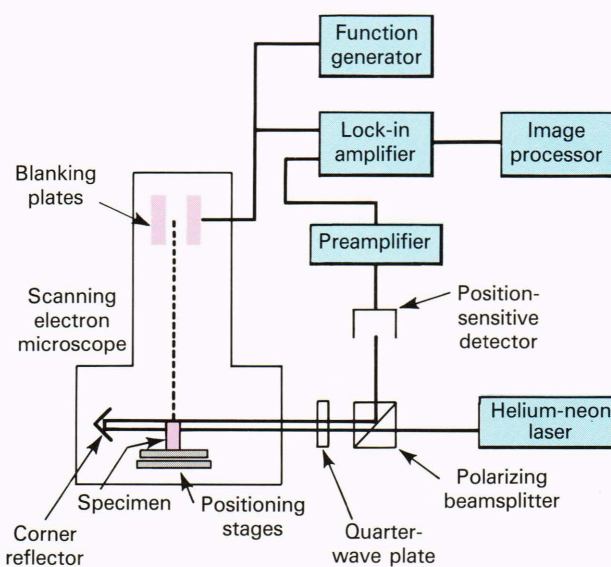 Function
generator
Lock-in
amplifier
Image
processor
Blanking
plates
Preamplifier
Scanning
electron
microscope
Position-
sensitive
detector
Helium-neon
laser
Specimen
Positioning
stages
Polarizing
beamsplitter
Corner
reflector
Quarter-
wave plate